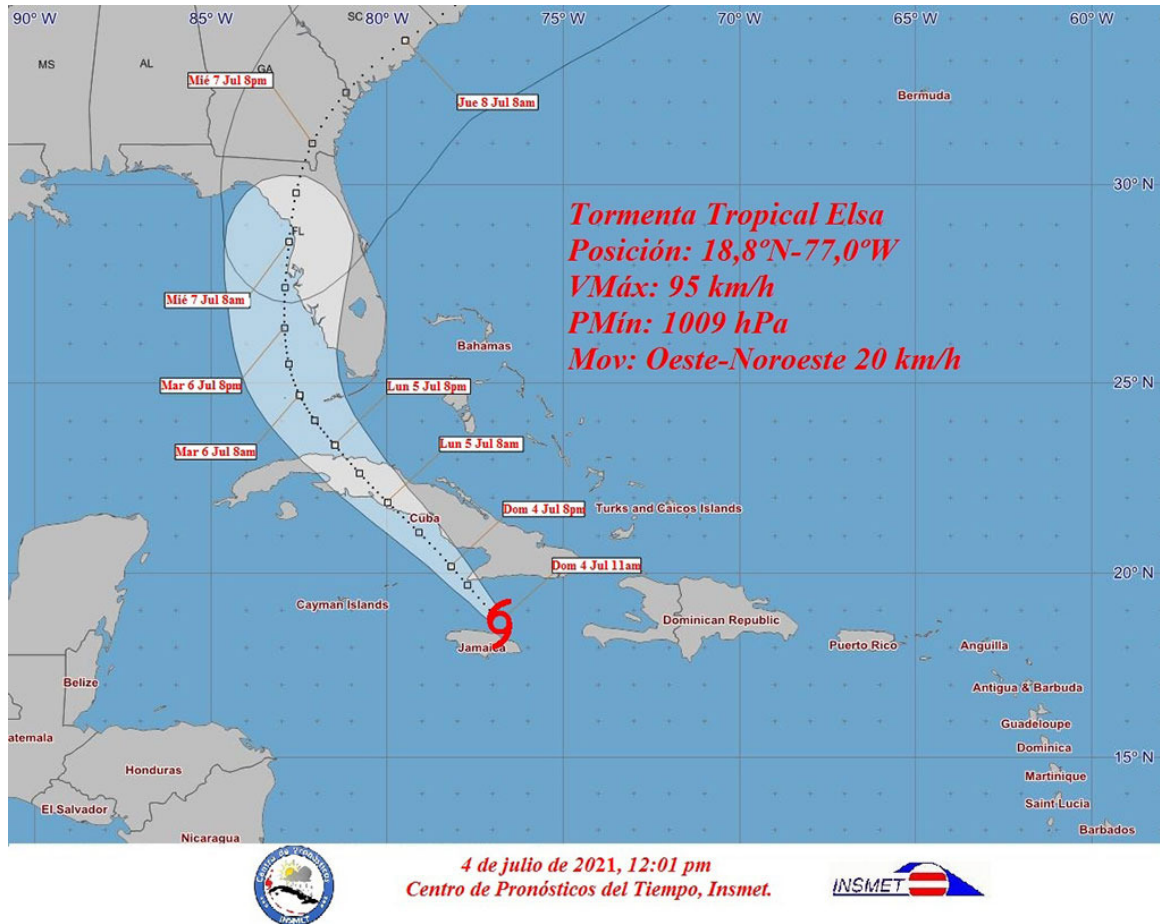 90° W
85° W
80° W
75° W
70° W
65° W
60° W
SC
MS
AL
GA
Mié 7 Jul 8pm
Jue 8 Jul 8am
Bermuda
30° N
Tormenta Tropical Elsa
Posición: 18,8ºN-77,0ºW
VMáx: 95 km/h
PMín: 1009 hPa
Mov: Oeste-Noroeste 20 km/h
FL
Mié 7 Jul 8am
Bahamas
Mar 6 Jul 8pm
Lun 5 Jul 8pm
25° N
Mar 6 Jul 8am
Lun 5 Jul 8am
Dom 4 Jul 8pm
Turks and Caicos Islands
Cuba
Dom 4 Jul 11am
20° N
Cayman Islands
Dominican Republic
Jamaica
Puerto Rico
Anguilla
Belize
Antigua & Barbuda
Guadeloupe
atemala
Dominica
15° N
Honduras
Martinique
El Salvador
Saint Lucia
Nicaragua
Barbados
4 de julio de 2021, 12:01 pm
Centro de Pronósticos del Tiempo, Insmet.
Centro de Pronósticos
INSMET
INSMET